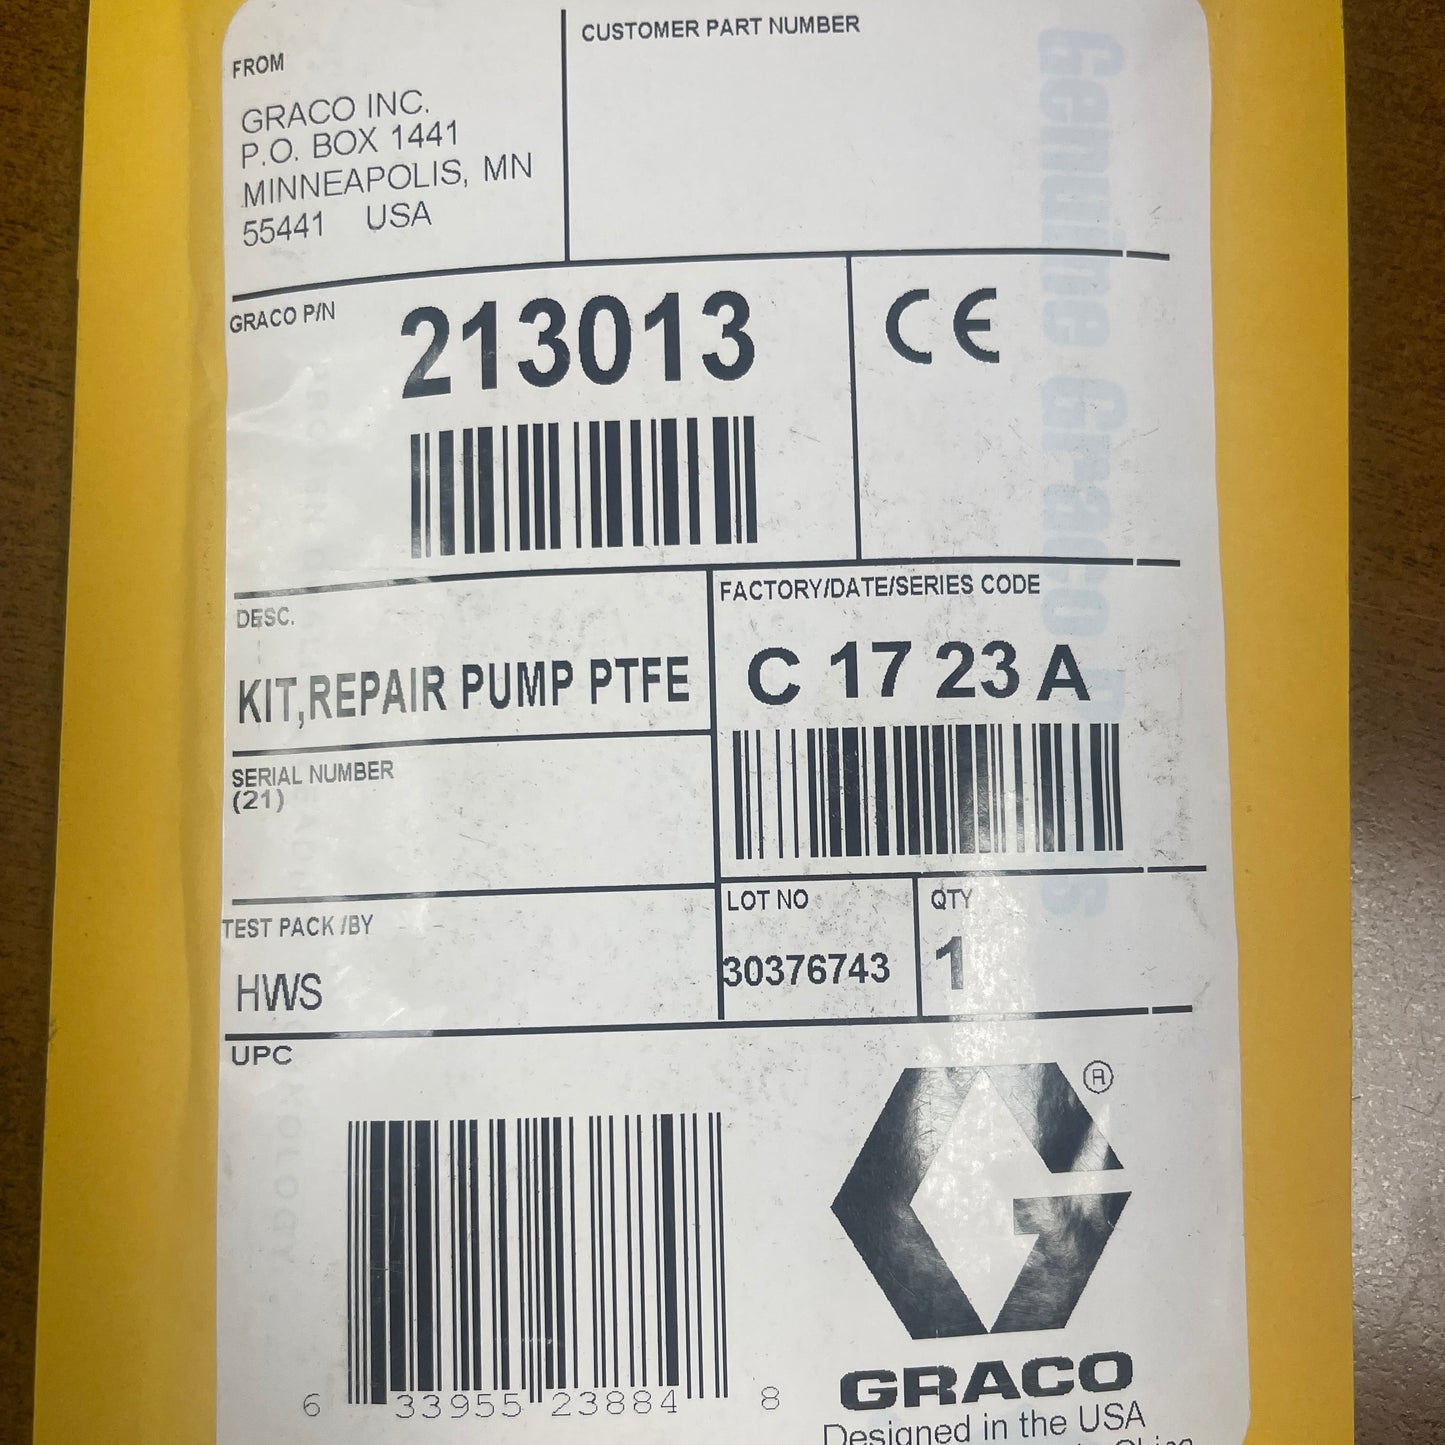 FROM
GRACO INC.
P.O. BOX 1441
MINNEAPOLIS, MN
55441 USA
CUSTOMER PART NUMBER
GRACO P/N
213013
CE
DESC.
KIT,REPAIR PUMP PTFE
FACTORY/DATE/SERIES CODE
C 17 23 A
SERIAL NUMBER
(21)
TEST PACK /BY
HWS
LOT NO
30376743
QTY
1
UPC
6 33955 23884 8
®
GRACO
Designed in the USA
Genuine Graco